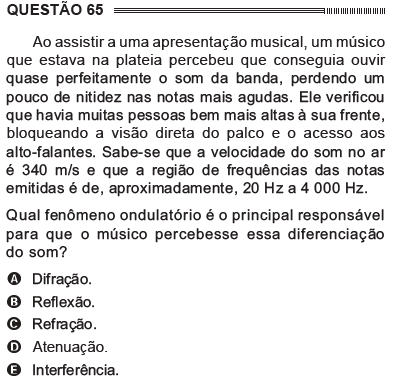 QUESTÃO 65
Ao assistir a uma apresentação musical, um músico
que estava na plateia percebeu que conseguia ouvir
quase perfeitamente o som da banda, perdendo um
pouco de nitidez nas notas mais agudas. Ele verificou
que havia muitas pessoas bem mais altas à sua frente,
bloqueando a visão direta do palco e o acesso aos
alto-falantes. Sabe-se que a velocidade do som no ar
é 340 m/s e que a região de frequências das notas
emitidas é de, aproximadamente, 20 Hz a 4 000 Hz.
Qual fenômeno ondulatório é o principal responsável
para que o músico percebesse essa diferenciação
do som?
A Difração.
B Reflexão.
C Refração.
D Atenuação.
E Interferência.